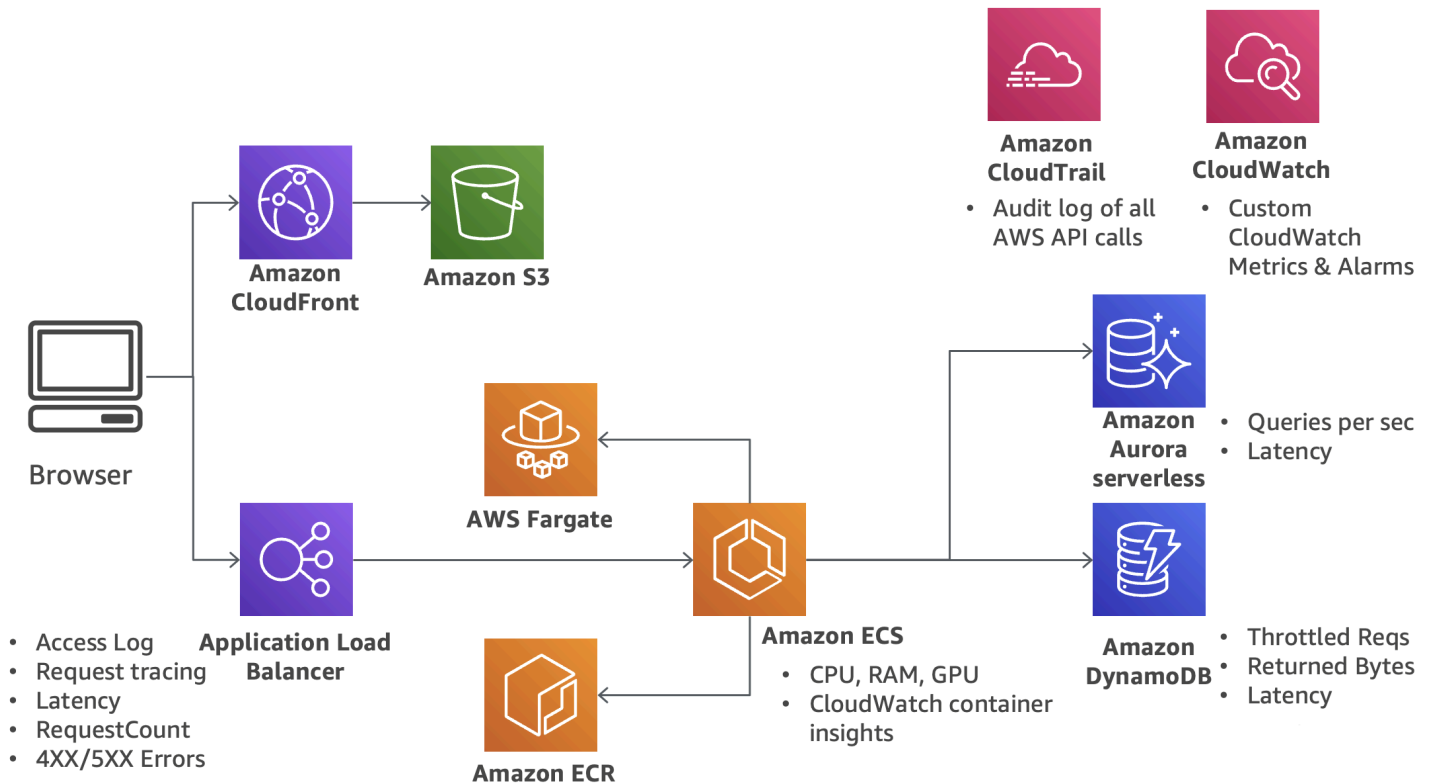 Amazon
CloudTrail
• Audit log of all
AWS API calls
Amazon
CloudWatch
• Custom
CloudWatch
Metrics & Alarms
Amazon
CloudFront
Amazon S3
Browser
AWS Fargate
Amazon
Aurora
serverless
• Queries per sec
• Latency
• Access Log
• Request tracing
• Latency
• RequestCount
• 4XX/5XX Errors
Application Load
Balancer
Amazon ECS
• CPU, RAM, GPU
• CloudWatch container
insights
Amazon
DynamoDB
• Throttled Reqs
• Returned Bytes
• Latency
Amazon ECR